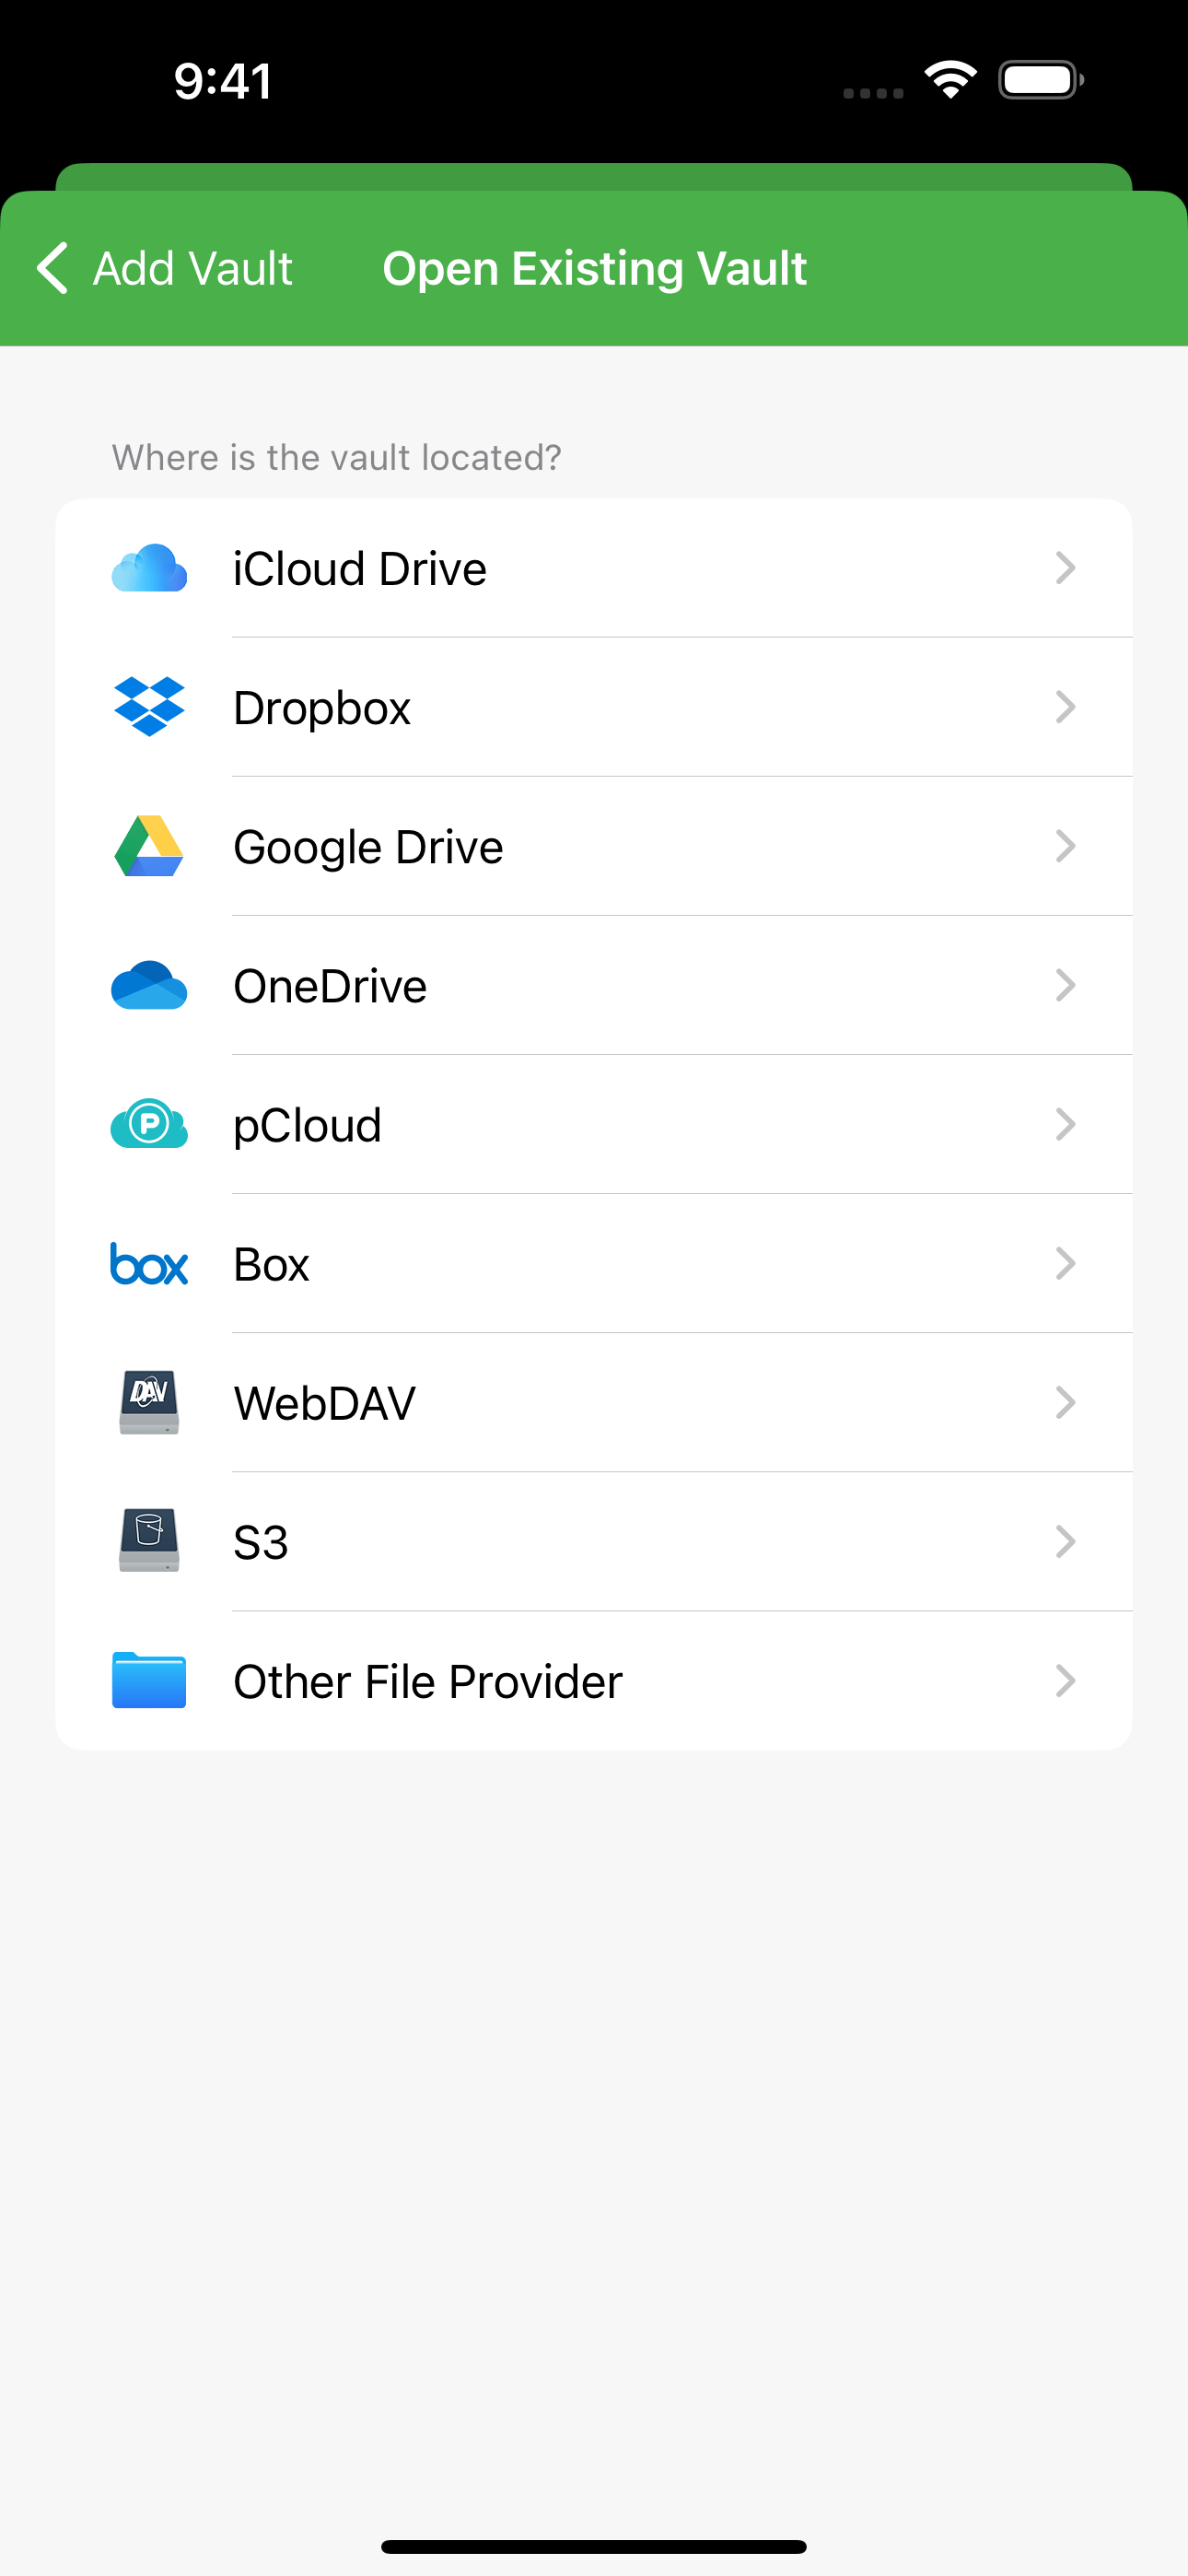 9:41
Add Vault Open Existing Vault
Where is the vault located?
iCloud Drive
Dropbox
Google Drive
OneDrive
P pCloud
box Box
DAV WebDAV
S3
Other File Provider